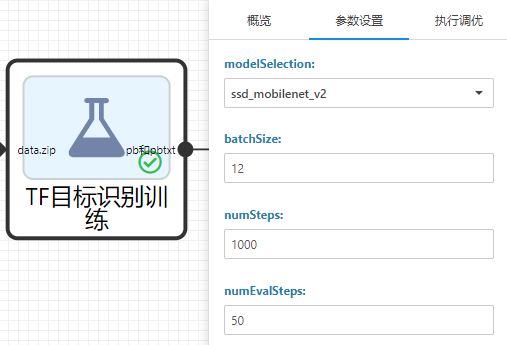 概览
参数设置
执行调优
modelSelection:
ssd_mobilenet_v2
batchSize:
12
numSteps:
1000
numEvalSteps:
50
data.zip
pb和pbtxt
TF目标识别训
练